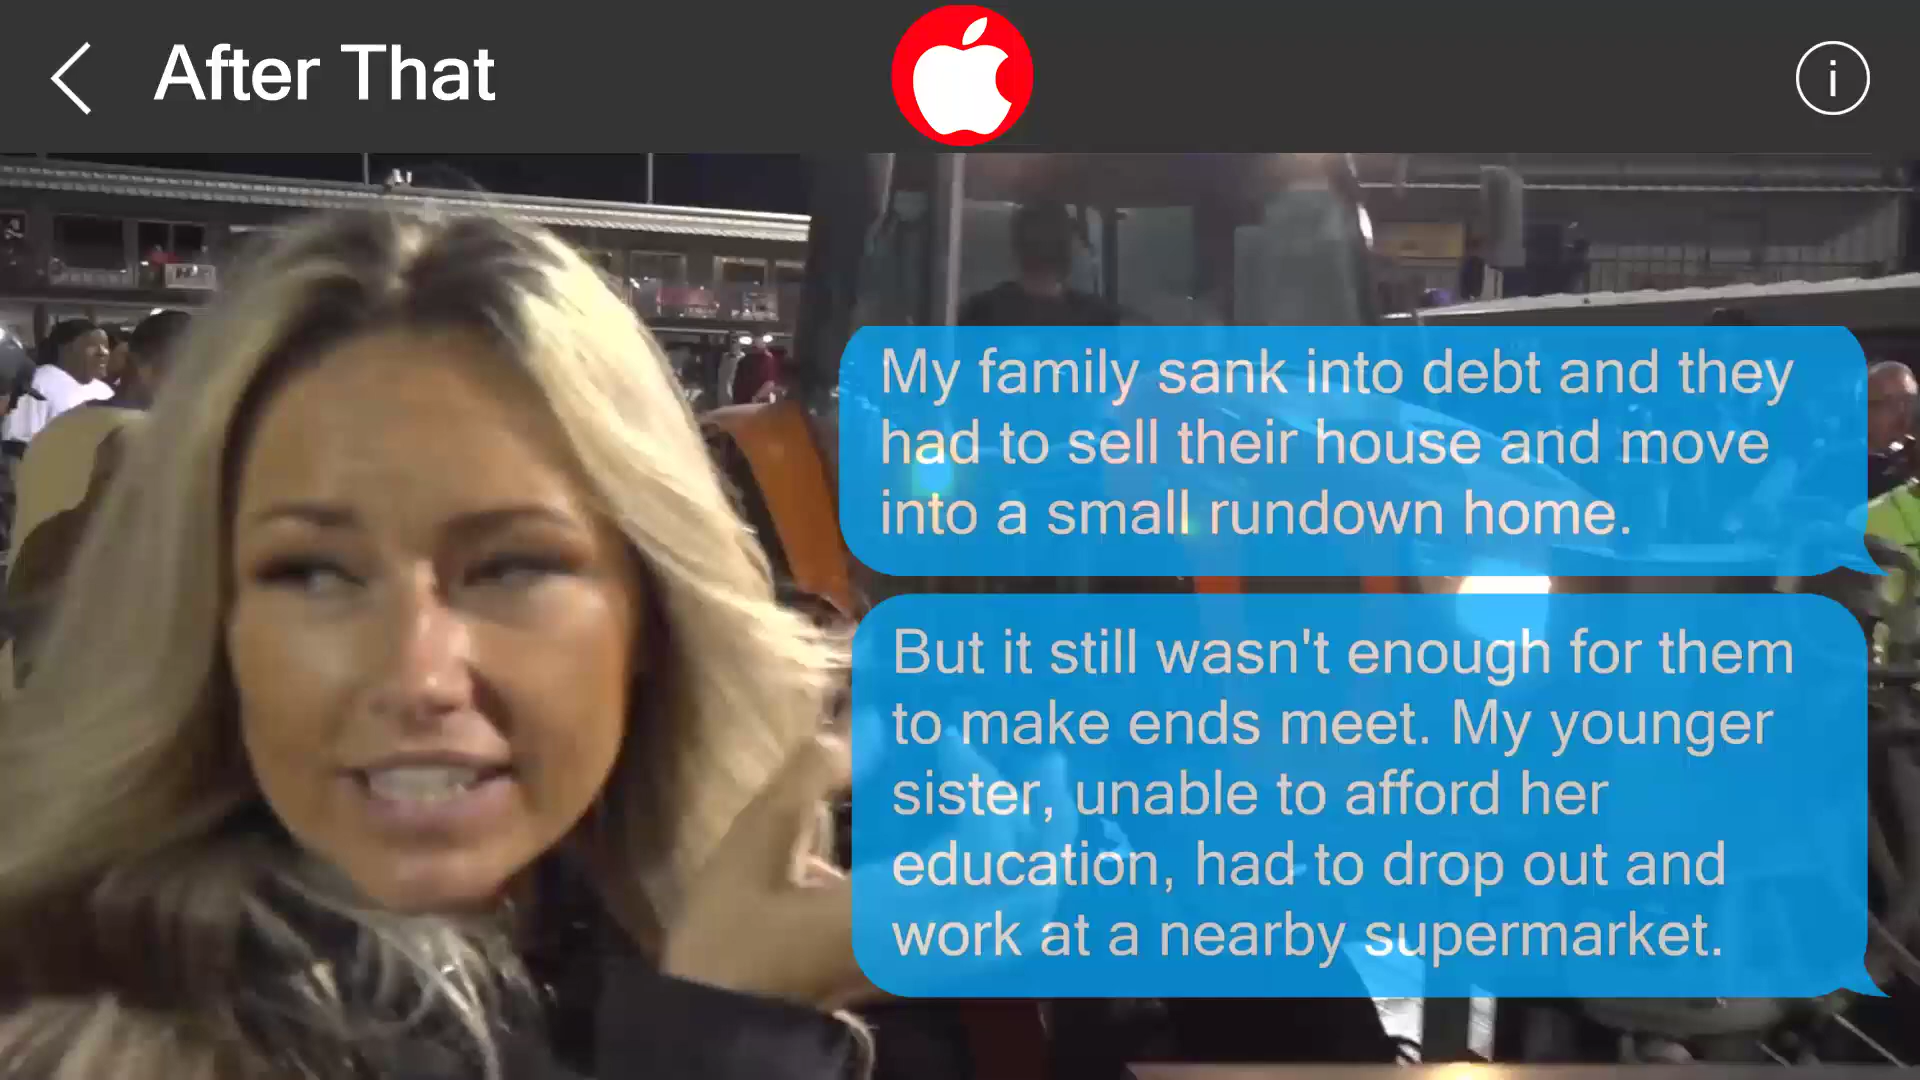 After That
My family sank into debt and they
had to sell their house and move
into a small rundown home.
But it still wasn't enough for them
to make ends meet. My younger
sister, unable to afford her
education, had to drop out and
work at a nearby supermarket.